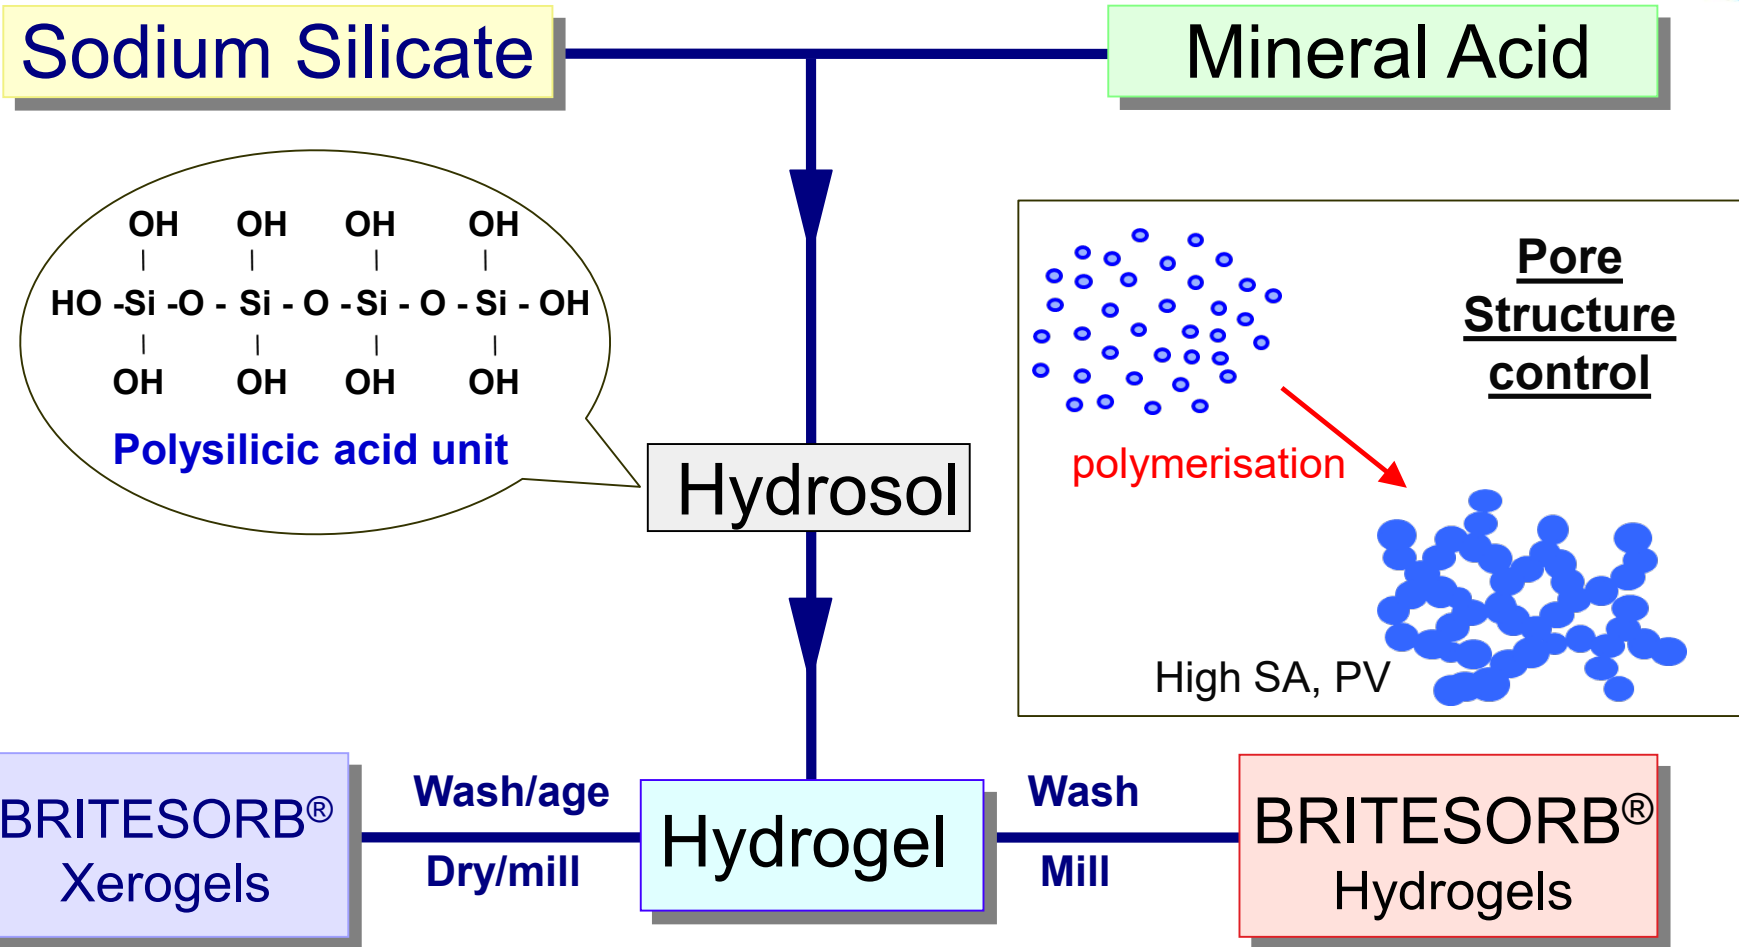 Sodium Silicate
Mineral Acid
OH OH OH OH
HO -Si -O - Si - O -Si - O - Si - OH
OH OH OH OH
Polysilicic acid unit
Pore
Structure
control
polymerisation
High SA, PV
Hydrosol
BRITESORB®
Xerogels
Wash/age
Dry/mill
Hydrogel
Wash
Mill
BRITESORB®
Hydrogels